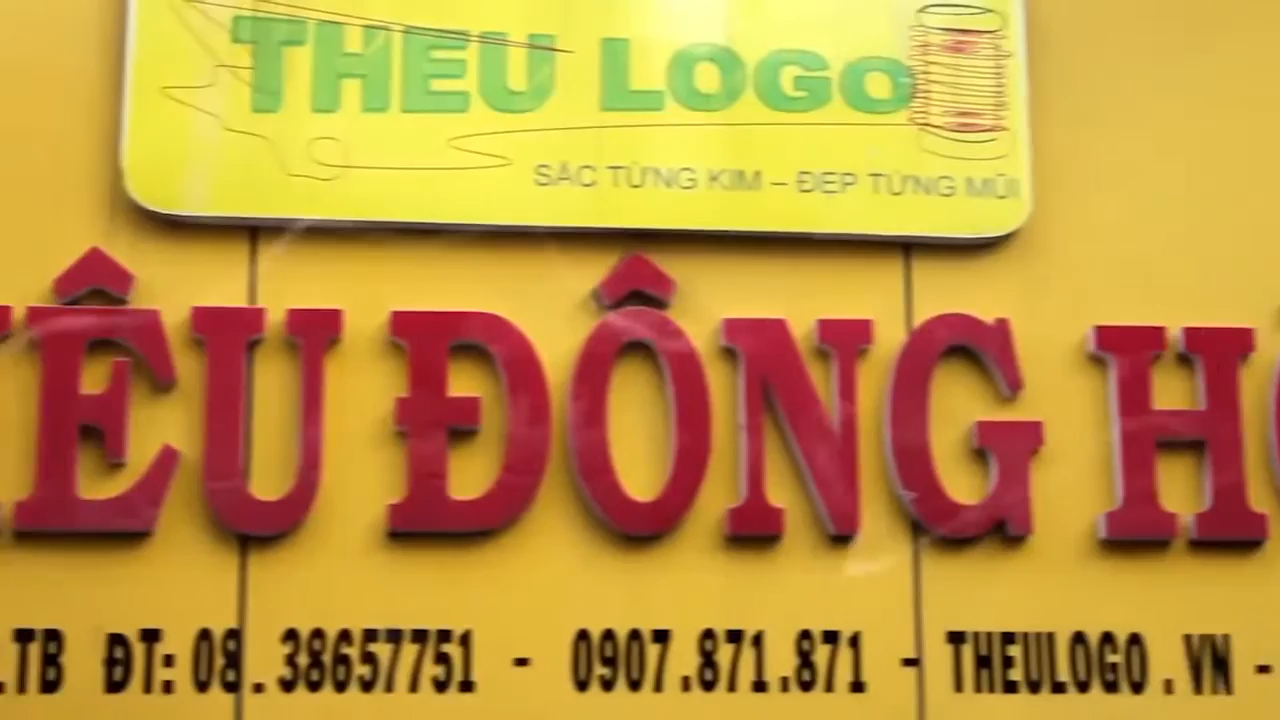 THEU LOGO
SẮC TỪNG KIM – ĐẸP TỪNG MŨI
ÊU ĐÔNG H
.TB ĐT: 08.38657751 - 0907.871.871 - THEULOGO.VN -